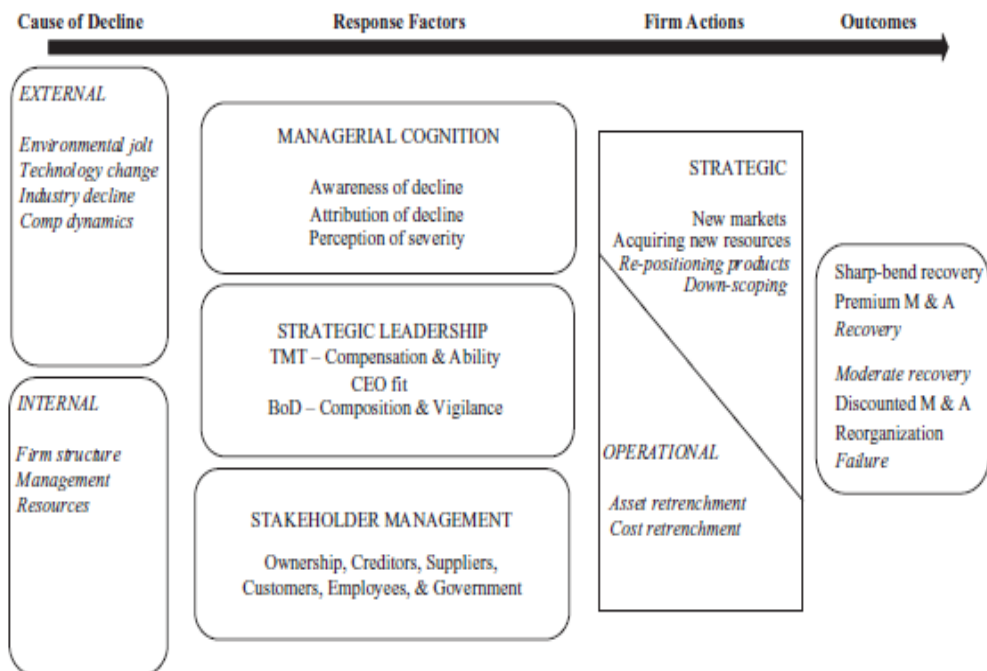 Cause of Decline
Response Factors
Firm Actions
Outcomes
EXTERNAL
Environmental jolt
Technology change
Industry decline
Comp dynamics
INTERNAL
Firm structure
Management
Resources
MANAGERIAL COGNITION
Awareness of decline
Attribution of decline
Perception of severity
STRATEGIC LEADERSHIP
TMT – Compensation & Ability
CEO fit
BoD – Composition & Vigilance
STAKEHOLDER MANAGEMENT
Ownership, Creditors, Suppliers,
Customers, Employees, & Government
STRATEGIC
New markets
Acquiring new resources
Re-positioning products
Down-scoping
OPERATIONAL
Asset retrenchment
Cost retrenchment
Sharp-bend recovery
Premium M & A
Recovery
Moderate recovery
Discounted M & A
Reorganization
Failure